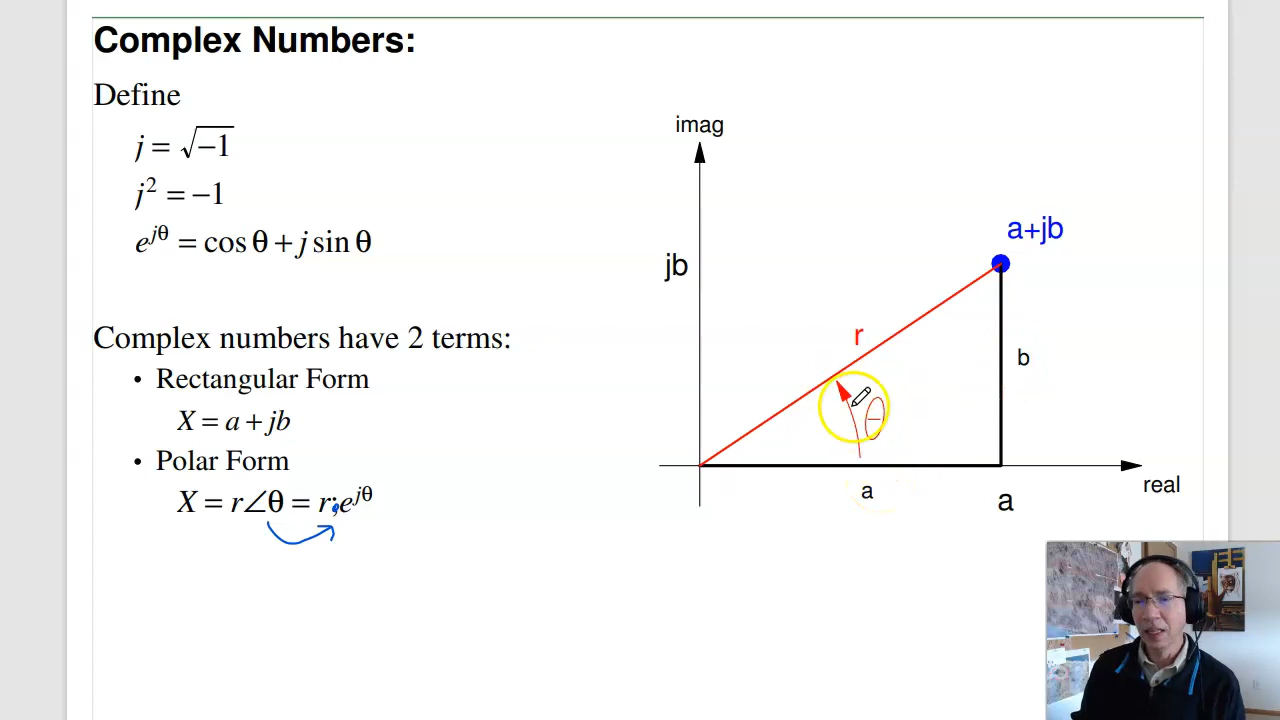 Complex Numbers:
Define
j = √−1
j² = −1
e^jθ = cos θ + j sin θ
Complex numbers have 2 terms:
• Rectangular Form
X = a + jb
• Polar Form
X = r∠θ = r·e^jθ
imag
a+jb
jb
r
b
θ
a
real
a